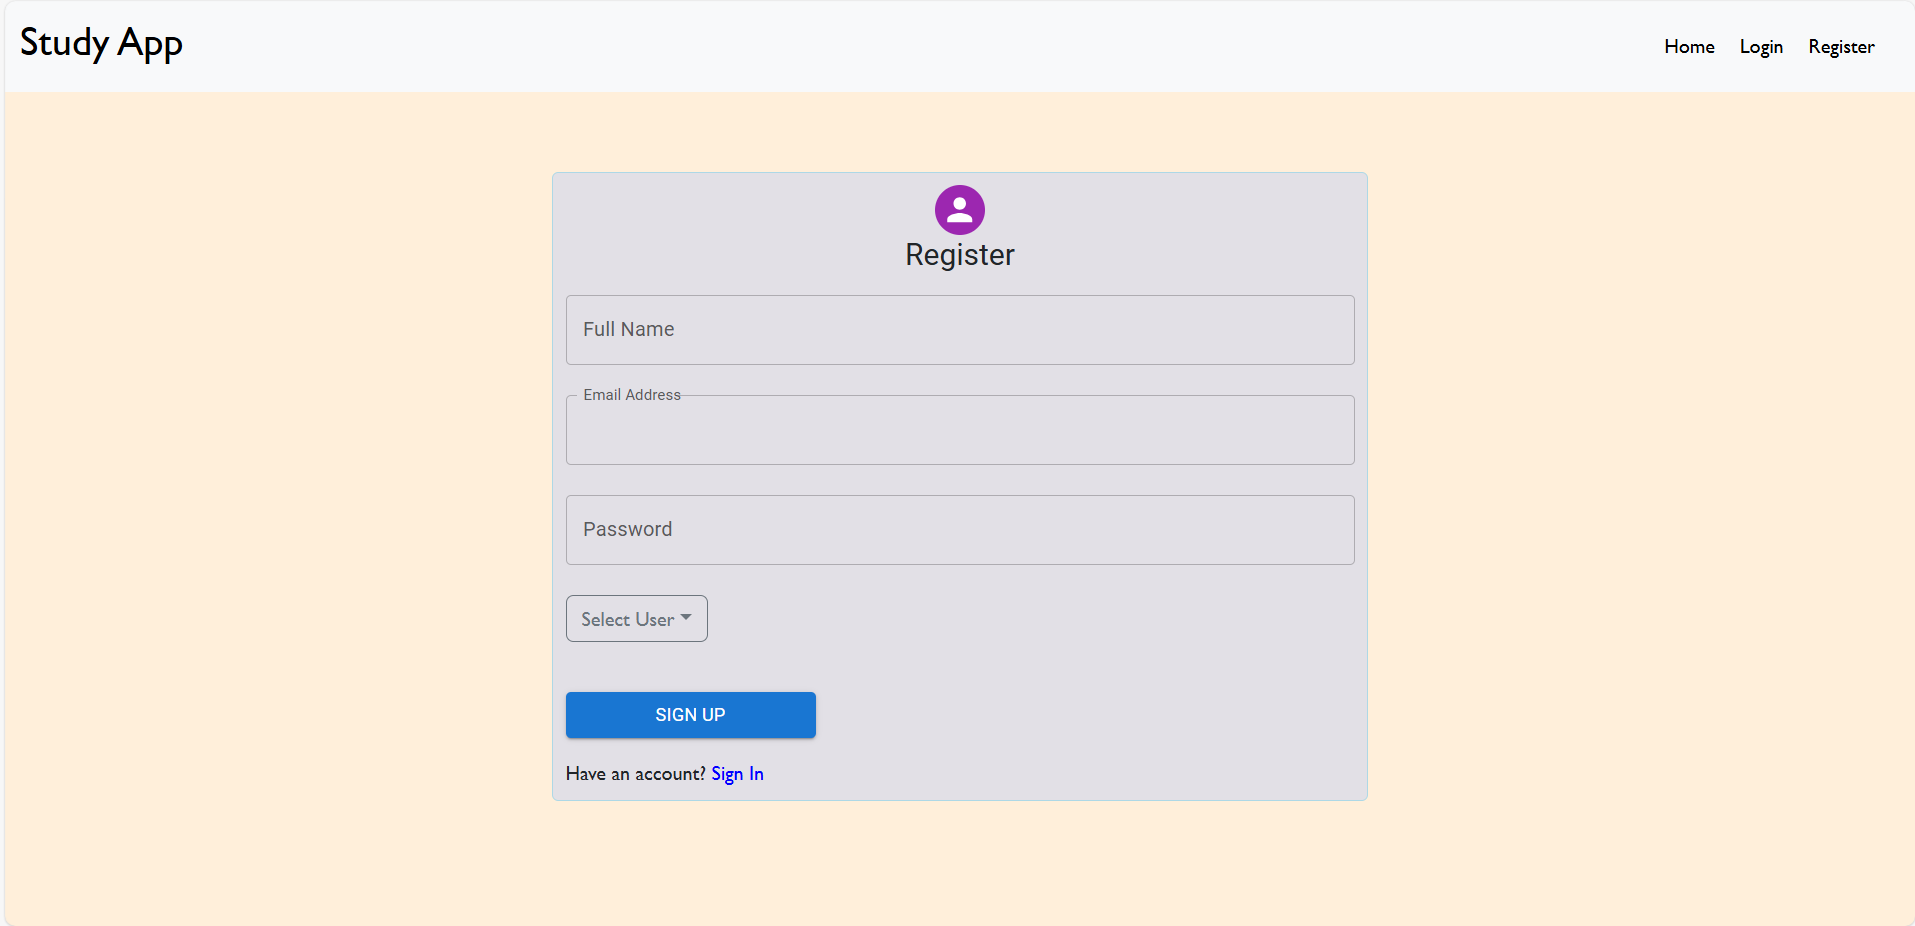 Study App
Home Login Register
Register
Full Name
Email Address
Password
Select User
SIGN UP
Have an account? Sign In